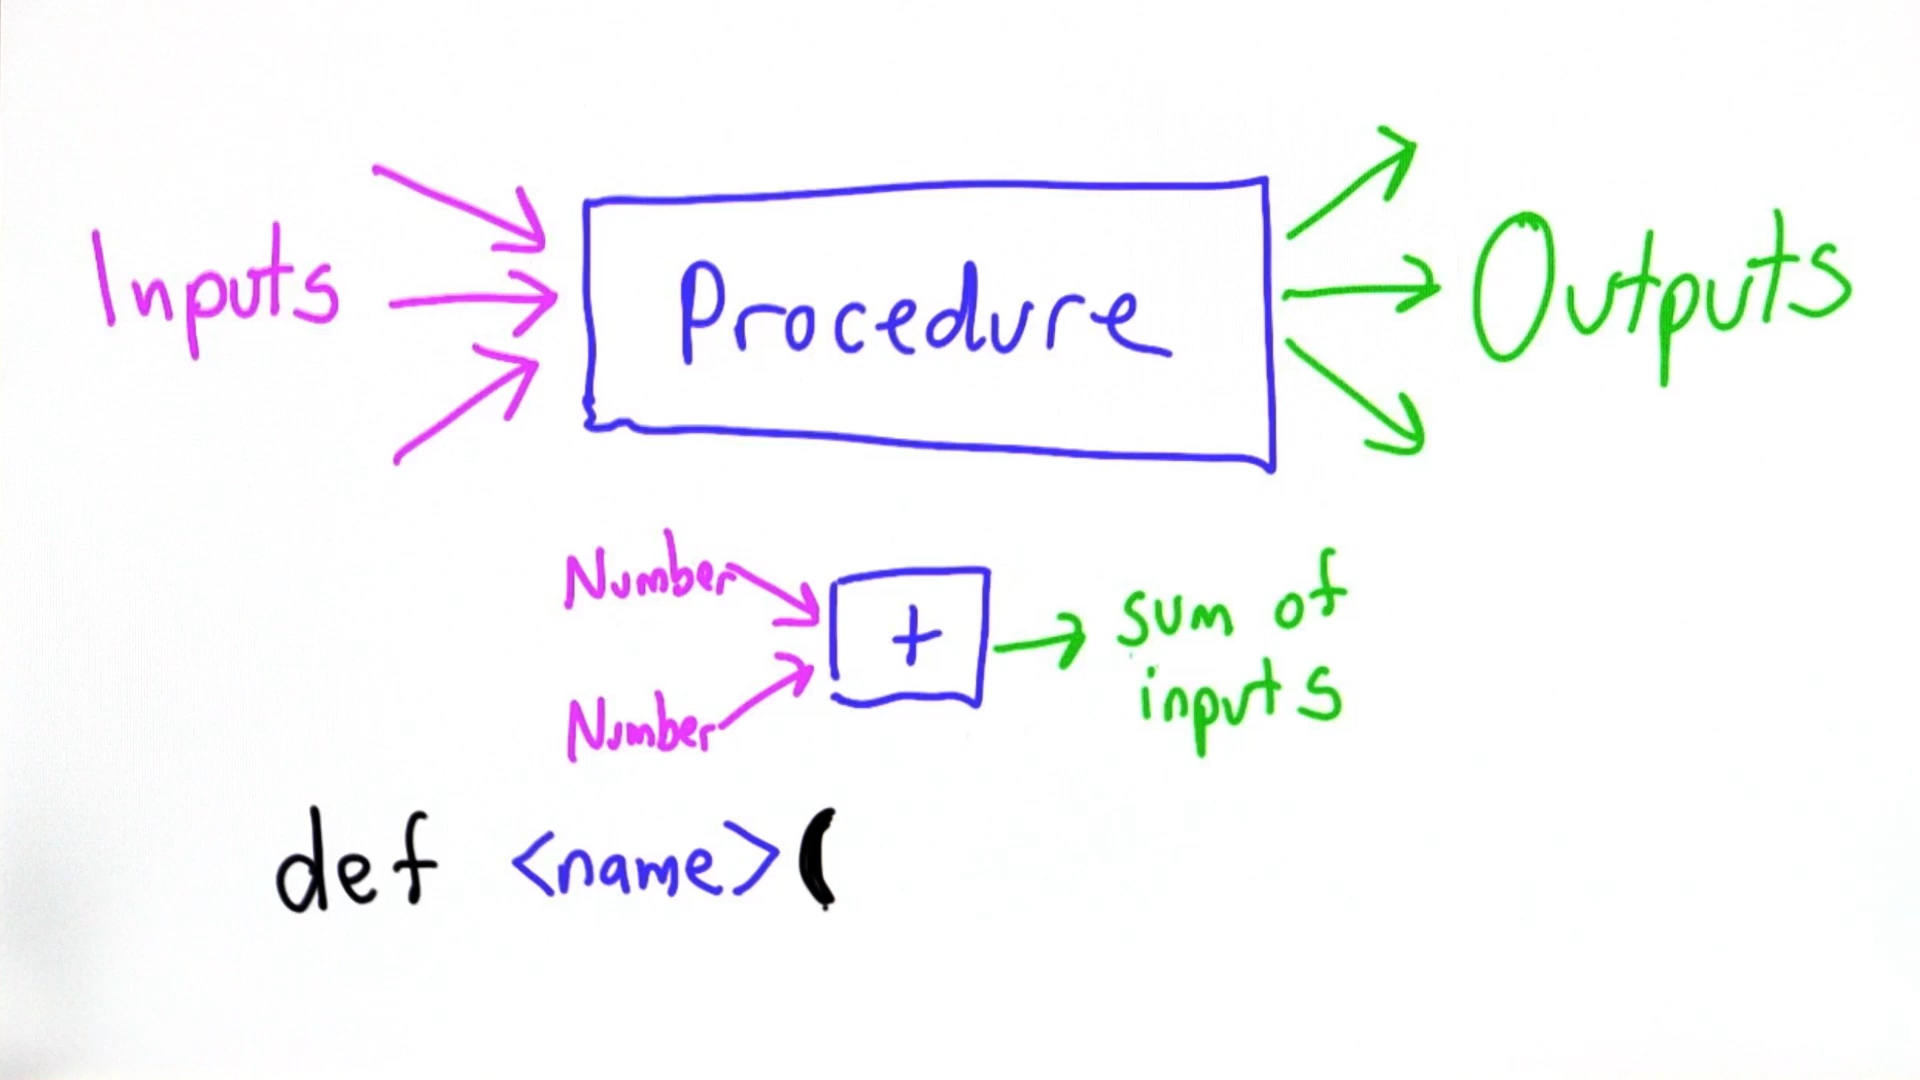 Inputs Procedure Outputs
Number
+
sum of
inputs
Number
def <name>(